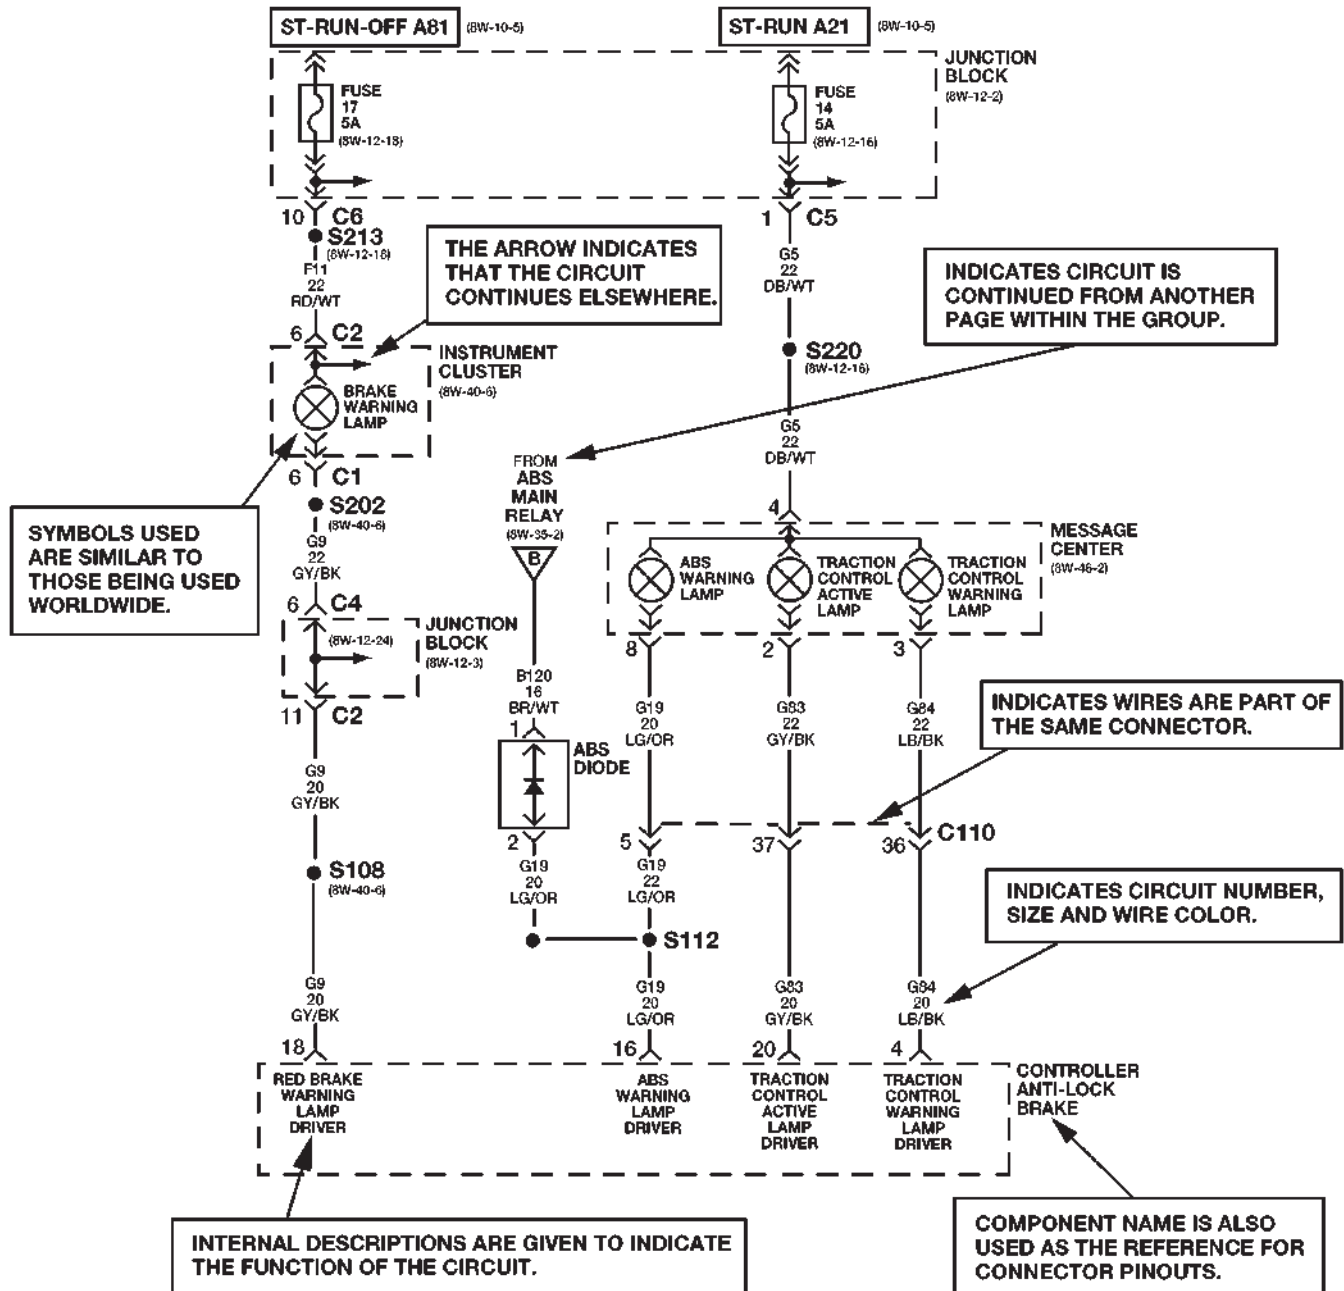 ST-RUN-OFF A81 (8W-10-5)
ST-RUN A21 (8W-10-5)
JUNCTION
BLOCK
(8W-12-2)
FUSE
17
5A
(8W-12-18)
FUSE
14
5A
(8W-12-16)
10 C6
S213
(8W-12-18)
F11
22
RD/WT
6 C2
1 C5
G5
22
DB/WT
THE ARROW INDICATES
THAT THE CIRCUIT
CONTINUES ELSEWHERE.
INDICATES CIRCUIT IS
CONTINUED FROM ANOTHER
PAGE WITHIN THE GROUP.
INSTRUMENT
CLUSTER
(8W-40-6)
BRAKE
WARNING
LAMP
S220
(8W-12-16)
G5
22
DB/WT
6 C1
S202
(8W-40-6)
G9
22
GY/BK
6 C4
SYMBOLS USED
ARE SIMILAR TO
THOSE BEING USED
WORLDWIDE.
FROM
ABS
MAIN
RELAY
(8W-35-2)
B
4
MESSAGE
CENTER
(8W-46-2)
ABS
WARNING
LAMP
TRACTION
CONTROL
ACTIVE
LAMP
TRACTION
CONTROL
WARNING
LAMP
8 2 3
(8W-12-24)
JUNCTION
BLOCK
(8W-12-3)
11 C2
B120
16
BR/WT
1
ABS
DIODE
2
G19
20
LG/OR
G83
22
GY/BK
G84
22
LB/BK
INDICATES WIRES ARE PART OF
THE SAME CONNECTOR.
G9
20
GY/BK
S108
(8W-40-6)
5 37 36 C110
G19
20
LG/OR
G19
22
LG/OR
S112
INDICATES CIRCUIT NUMBER,
SIZE AND WIRE COLOR.
G9
20
GY/BK
G19
20
LG/OR
G83
20
GY/BK
G84
20
LB/BK
18 16 20 4
RED BRAKE
WARNING
LAMP
DRIVER
ABS
WARNING
LAMP
DRIVER
TRACTION
CONTROL
ACTIVE
LAMP
DRIVER
TRACTION
CONTROL
WARNING
LAMP
DRIVER
CONTROLLER
ANTI-LOCK
BRAKE
INTERNAL DESCRIPTIONS ARE GIVEN TO INDICATE
THE FUNCTION OF THE CIRCUIT.
COMPONENT NAME IS ALSO
USED AS THE REFERENCE FOR
CONNECTOR PINOUTS.